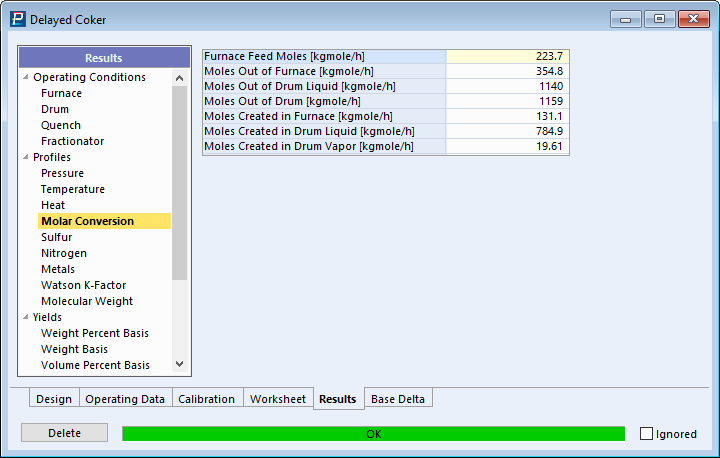 Delayed Coker
Results
Operating Conditions
Furnace
Drum
Quench
Fractionator
Profiles
Pressure
Temperature
Heat
Molar Conversion
Sulfur
Nitrogen
Metals
Watson K-Factor
Molecular Weight
Yields
Weight Percent Basis
Weight Basis
Volume Percent Basis
Furnace Feed Moles [kgmole/h] 223.7
Moles Out of Furnace [kgmole/h] 354.8
Moles Out of Drum Liquid [kgmole/h] 1140
Moles Out of Drum [kgmole/h] 1159
Moles Created in Furnace [kgmole/h] 131.1
Moles Created in Drum Liquid [kgmole/h] 784.9
Moles Created in Drum Vapor [kgmole/h] 19.61
Design Operating Data Calibration Worksheet Results Base Delta
Delete OK Ignored